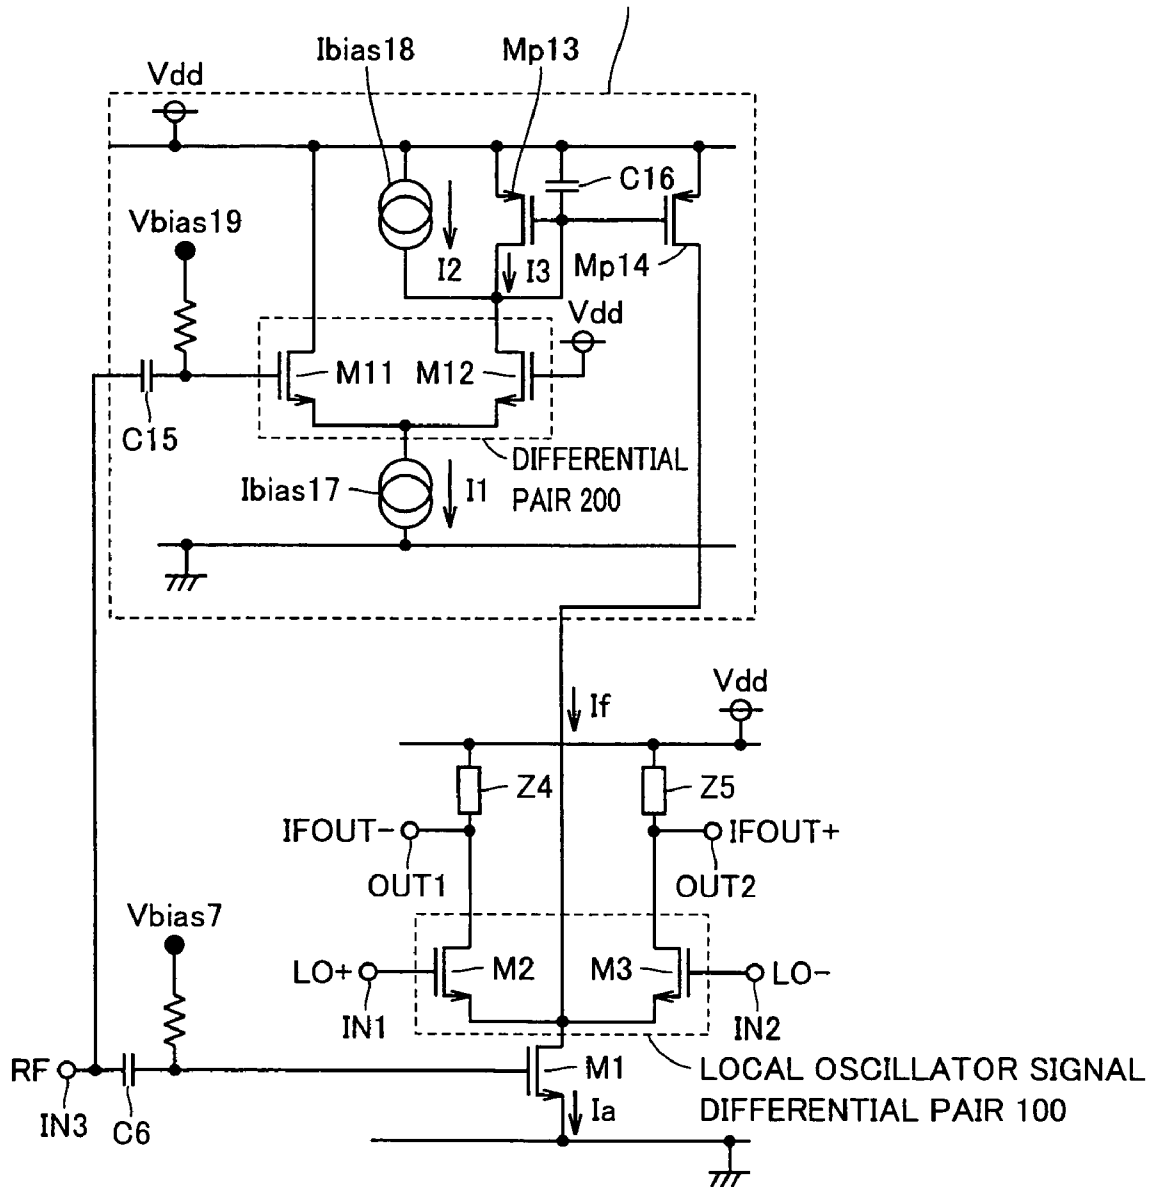 Ibias18
Mp13
Vdd
C16
Vbias19
I2
I3
Mp14
Vdd
M11
M12
C15
DIFFERENTIAL
PAIR 200
Ibias17
I1
If
Vdd
Z4
Z5
IFOUT-
IFOUT+
OUT1
OUT2
Vbias7
LO+
M2
M3
LO-
IN1
IN2
RF
M1
LOCAL OSCILLATOR SIGNAL
DIFFERENTIAL PAIR 100
IN3
C6
Ia